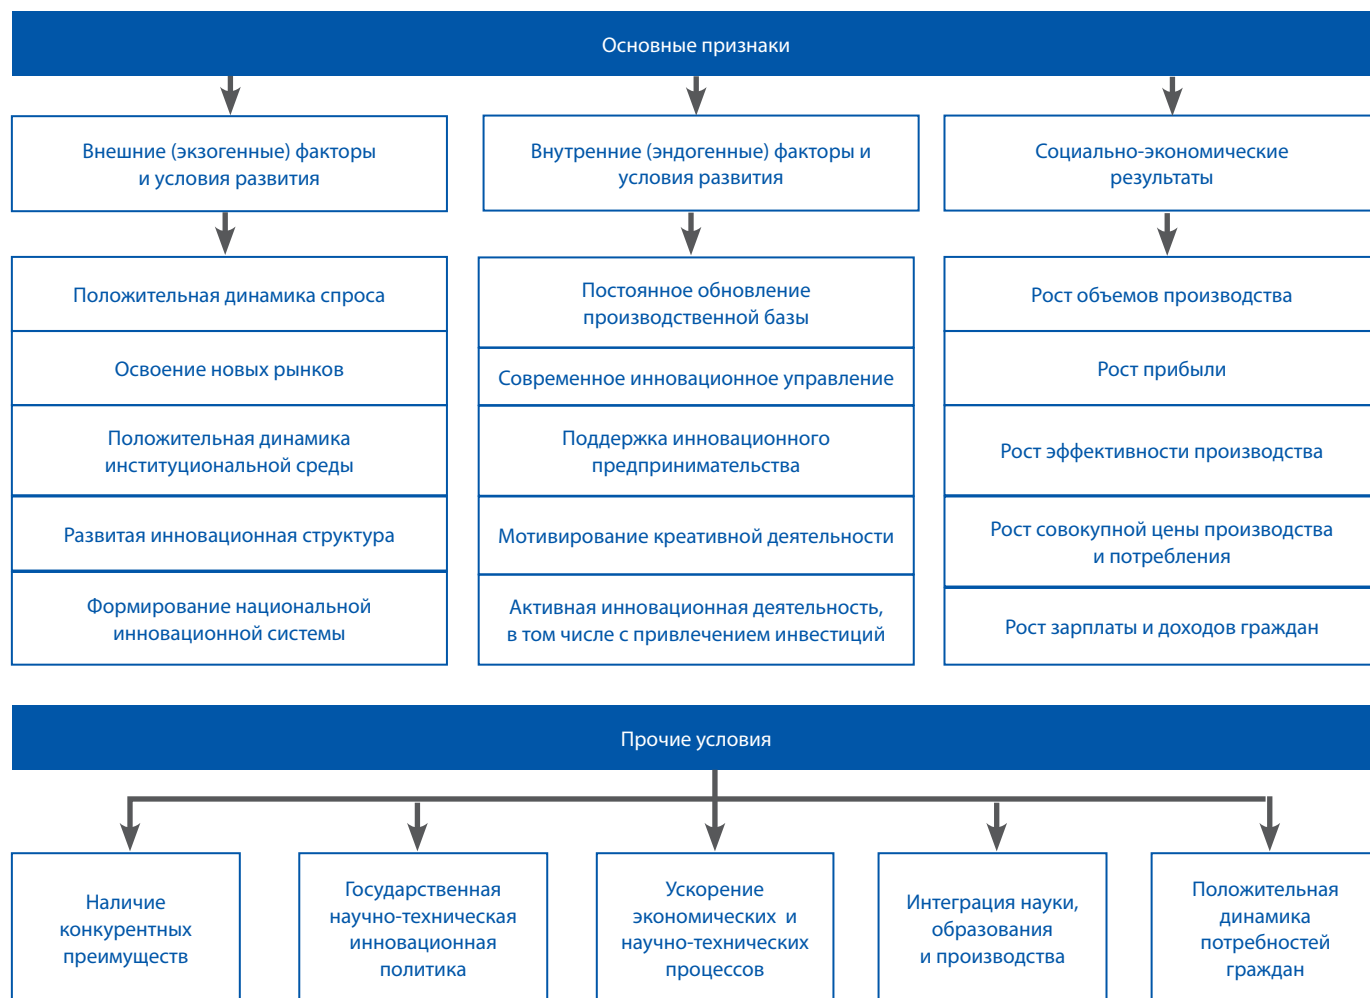 Основные признаки
Внешние (экзогенные) факторы
и условия развития
Внутренние (эндогенные) факторы и
условия развития
Социально-экономические
результаты
Положительная динамика спроса
Освоение новых рынков
Положительная динамика
институциональной среды
Развитая инновационная структура
Формирование национальной
инновационной системы
Постоянное обновление
производственной базы
Современное инновационное управление
Поддержка инновационного
предпринимательства
Мотивирование креативной деятельности
Активная инновационная деятельность,
в том числе с привлечением инвестиций
Рост объемов производства
Рост прибыли
Рост эффективности производства
Рост совокупной цены производства
и потребления
Рост зарплаты и доходов граждан
Прочие условия
Наличие
конкурентных
преимуществ
Государственная
научно-техническая
инновационная
политика
Ускорение
экономических и
научно-технических
процессов
Интеграция науки,
образования
и производства
Положительная
динамика
потребностей
граждан